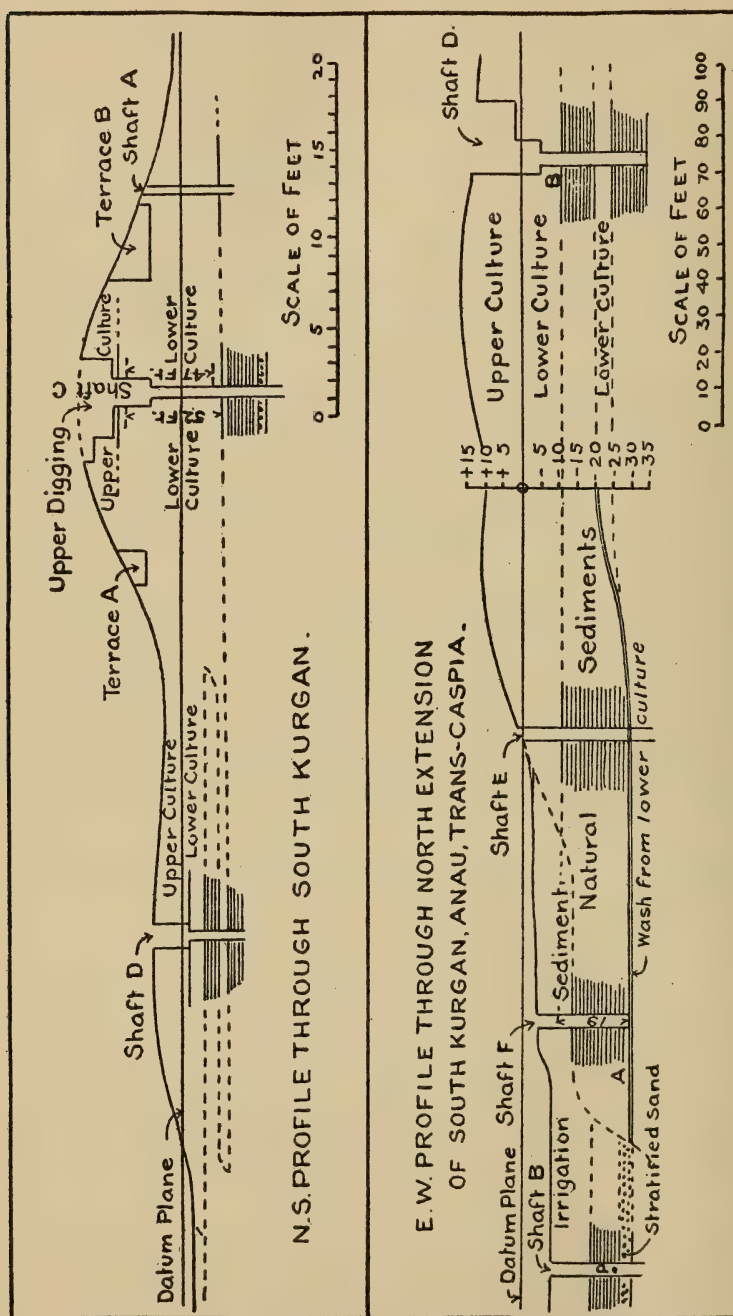 Upper Digging
Shaft C
Terrace B
Shaft A
Terrace A
Upper
Culture
Lower
Culture
Lower
Culture
Upper Culture
Lower Culture
Shaft D
Datum Plane
0 5 10 15 20
SCALE OF FEET
N.S. PROFILE THROUGH SOUTH KURGAN.
E.W. PROFILE THROUGH NORTH EXTENSION
OF SOUTH KURGAN, ANAU, TRANS-CASPIA.
Datum Plane
Shaft B
Shaft F
Shaft E
Shaft D.
Upper Culture
Lower Culture
Lower Culture
B
+15
+10
+5
0
-5
-10
-15
-20
-25
-30
-35
Irrigation
Sediment
Natural
Sediments
15
A
P.
Stratified sand
Wash from lower culture
0 10 20 30 40 50 60 70 80 90 100
SCALE OF FEET